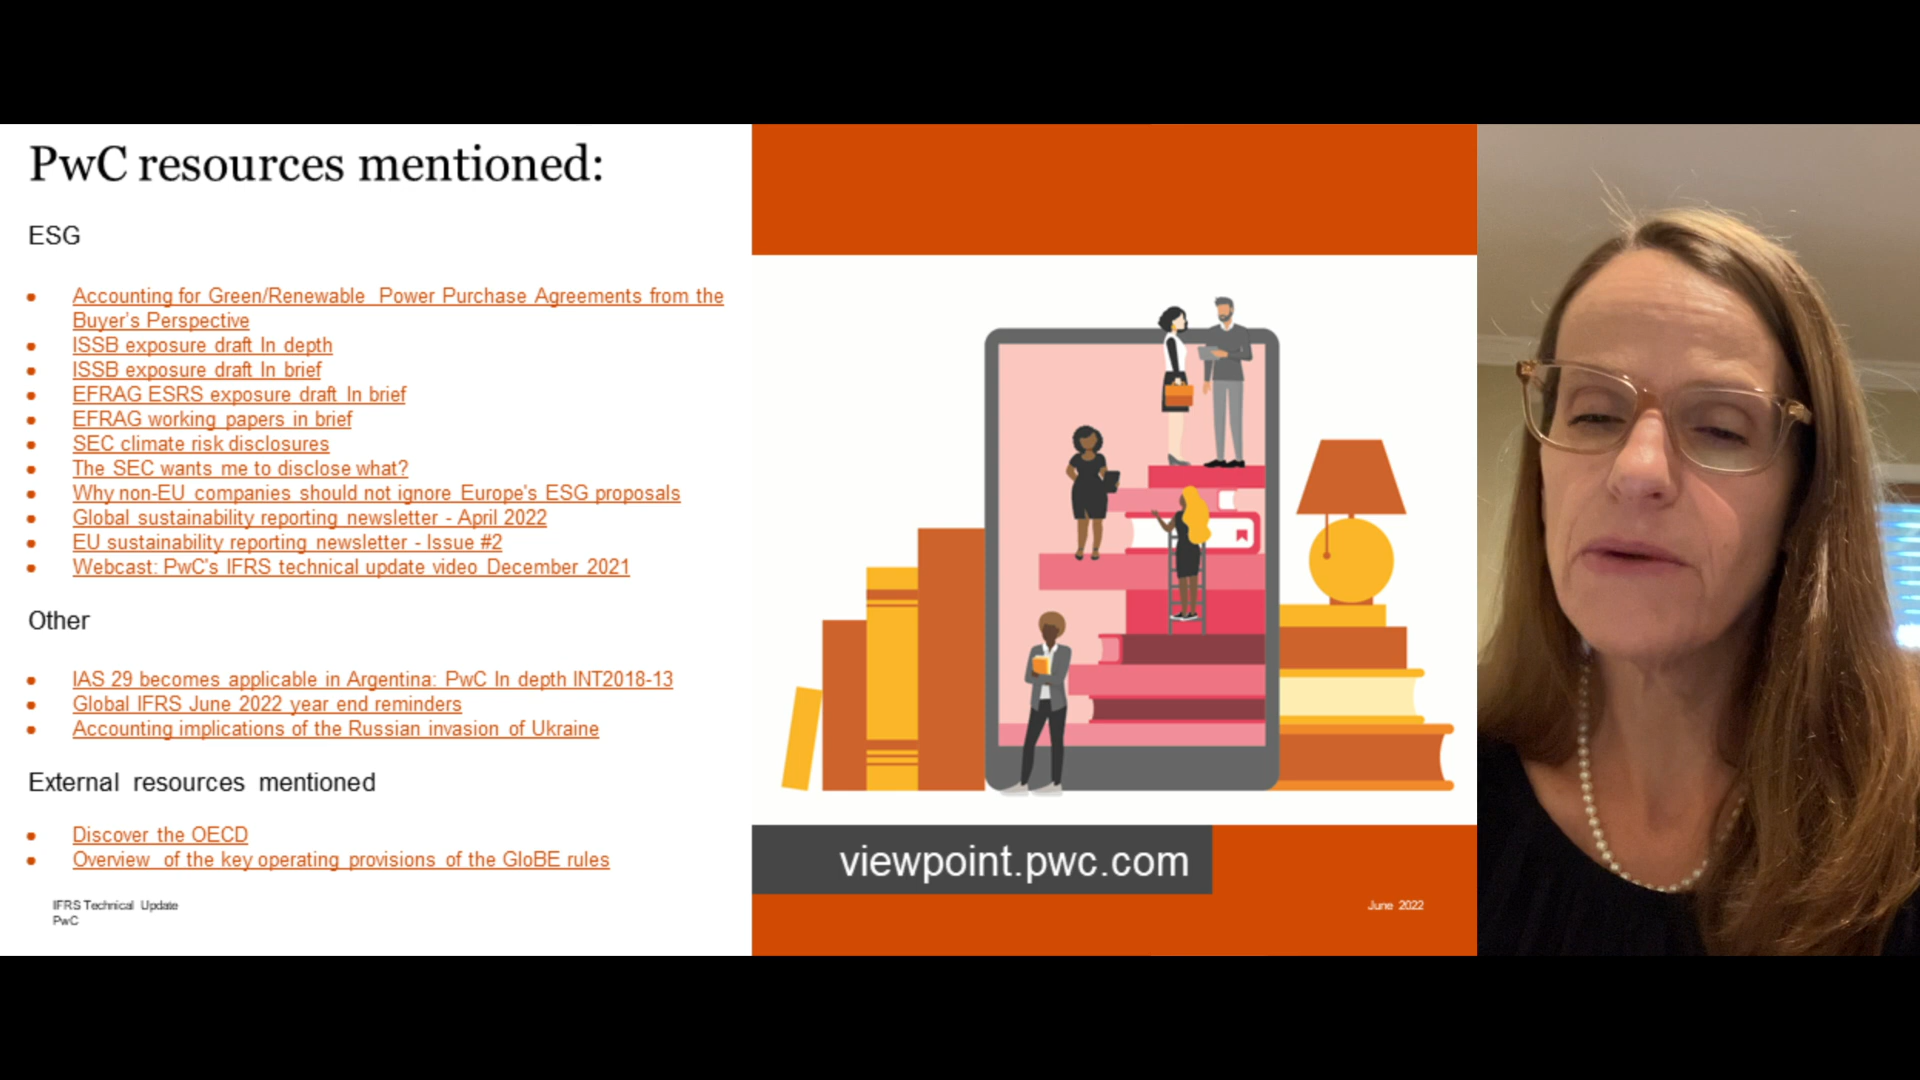 PwC resources mentioned:
ESG
Accounting for Green/Renewable Power Purchase Agreements from the
Buyer's Perspective
ISSB exposure draft In depth
ISSB exposure draft In brief
EFRAG ESRS exposure draft In brief
EFRAG working papers in brief
SEC climate risk disclosures
The SEC wants me to disclose what?
Why non-EU companies should not ignore Europe's ESG proposals
Global sustainability reporting newsletter - April 2022
EU sustainability reporting newsletter - Issue #2
Webcast: PwC's IFRS technical update video December 2021
Other
IAS 29 becomes applicable in Argentina: PwC In depth INT2018-13
Global IFRS June 2022 year end reminders
Accounting implications of the Russian invasion of Ukraine
External resources mentioned
Discover the OECD
Overview of the key operating provisions of the GloBE rules
IFRS Technical Update
PwC
viewpoint.pwc.com
June 2022